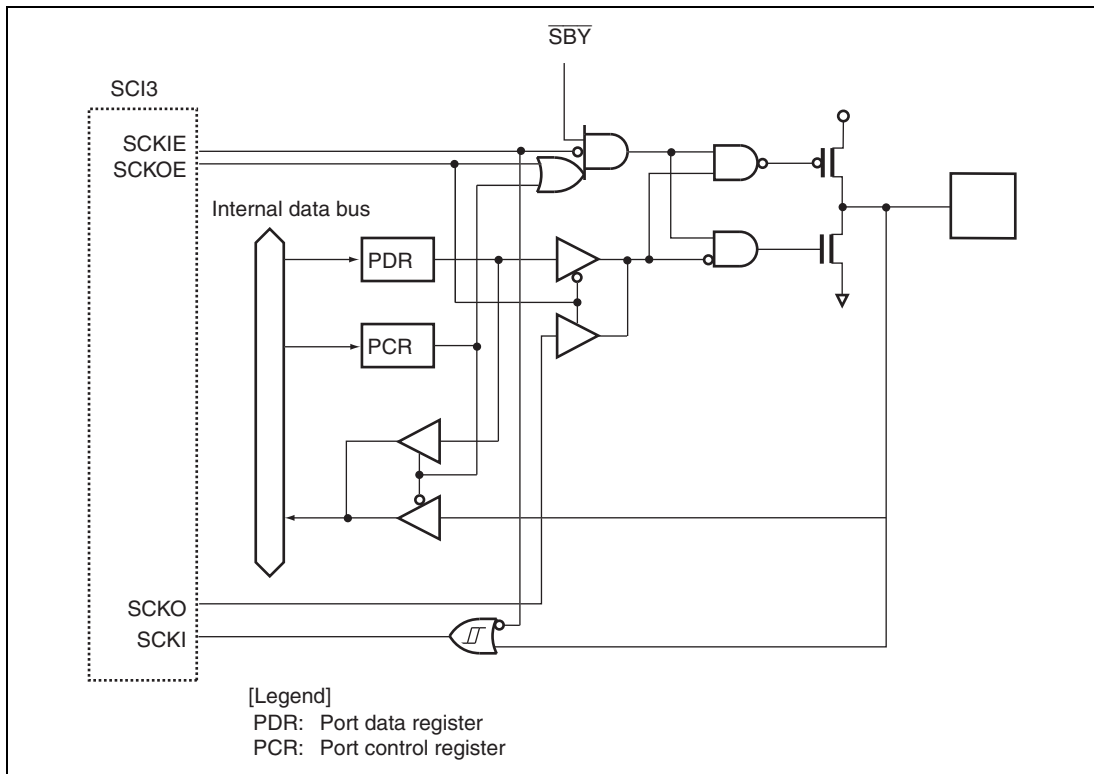 SBY
SCI3
SCKIE
SCKOE
Internal data bus
PDR
PCR
SCKO
SCKI
[Legend]
PDR: Port data register
PCR: Port control register